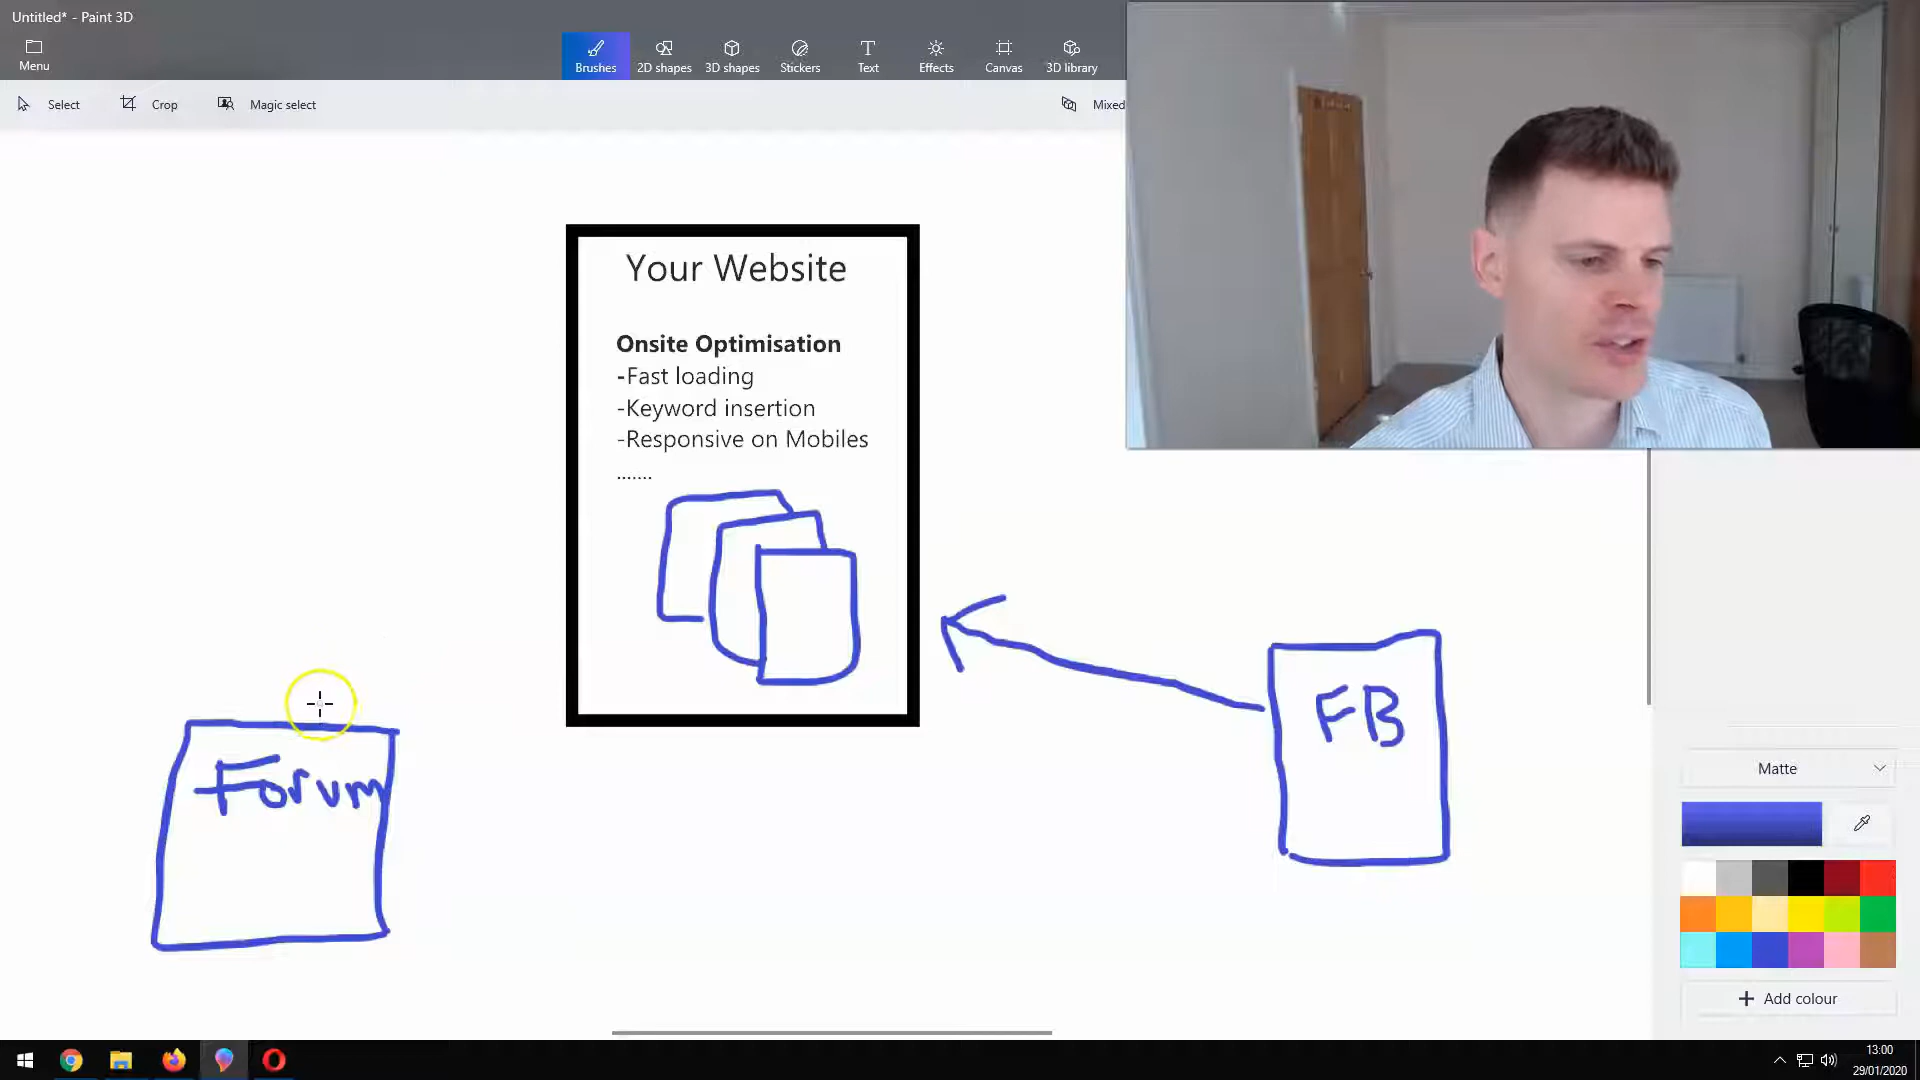 Untitled* - Paint 3D
Menu
Brushes
2D shapes
3D shapes
Stickers
Text
Effects
Canvas
3D library
Select
Crop
Magic select
Mixed
Your Website
Onsite Optimisation
-Fast loading
-Keyword insertion
-Responsive on Mobiles
.......
FB
Forum
Matte
+ Add colour
13:00
29/01/2020